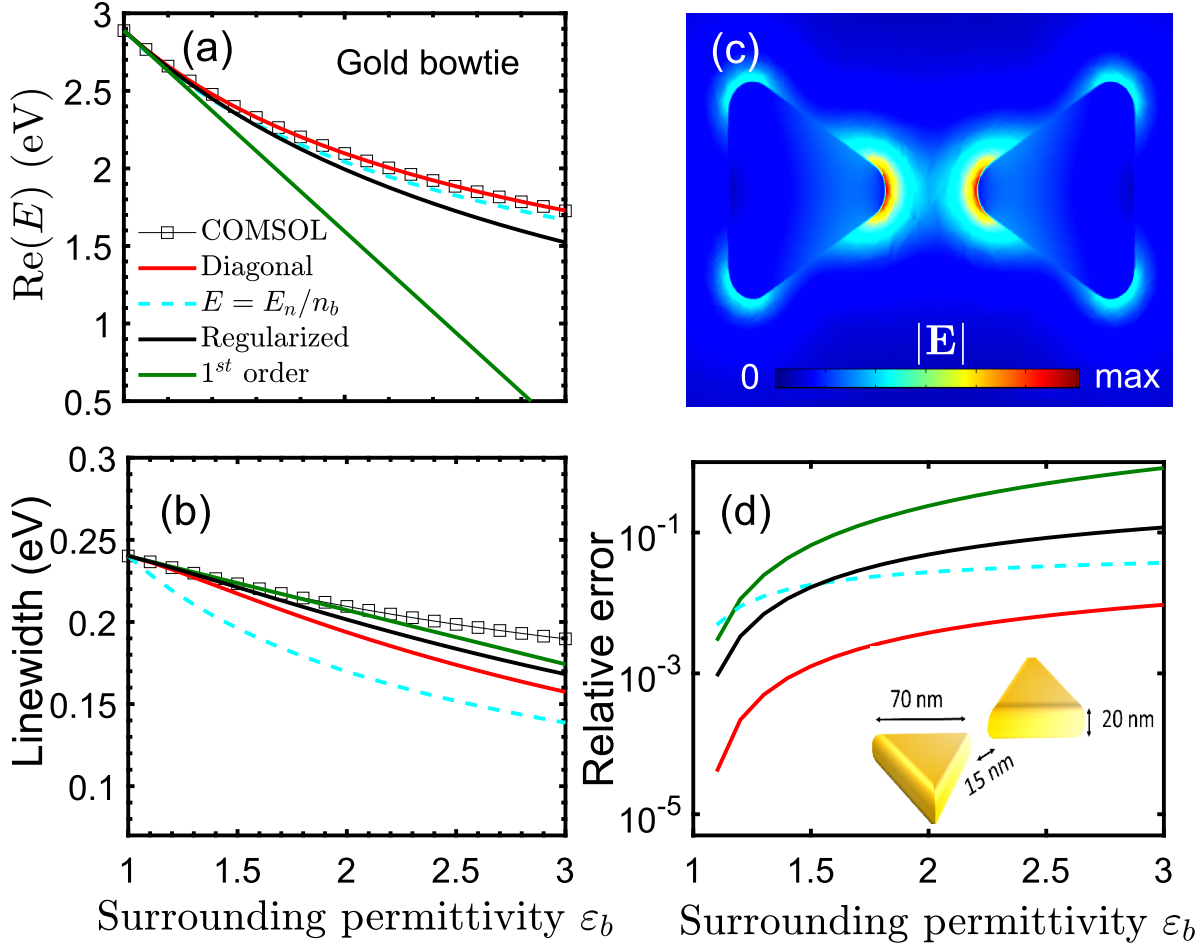 (a)
Gold bowtie
Re(E) (eV)
3
2.5
2
1.5
1
0.5
COMSOL
Diagonal
E = Eₙ/n_b
Regularized
1ˢᵗ order
(c)
|E|
0
max
(b)
Linewidth (eV)
0.3
0.25
0.2
0.15
0.1
1
1.5
2
2.5
3
Surrounding permittivity ε_b
(d)
Relative error
10⁻¹
10⁻³
10⁻⁵
70 nm
20 nm
15 nm
1
1.5
2
2.5
3
Surrounding permittivity ε_b